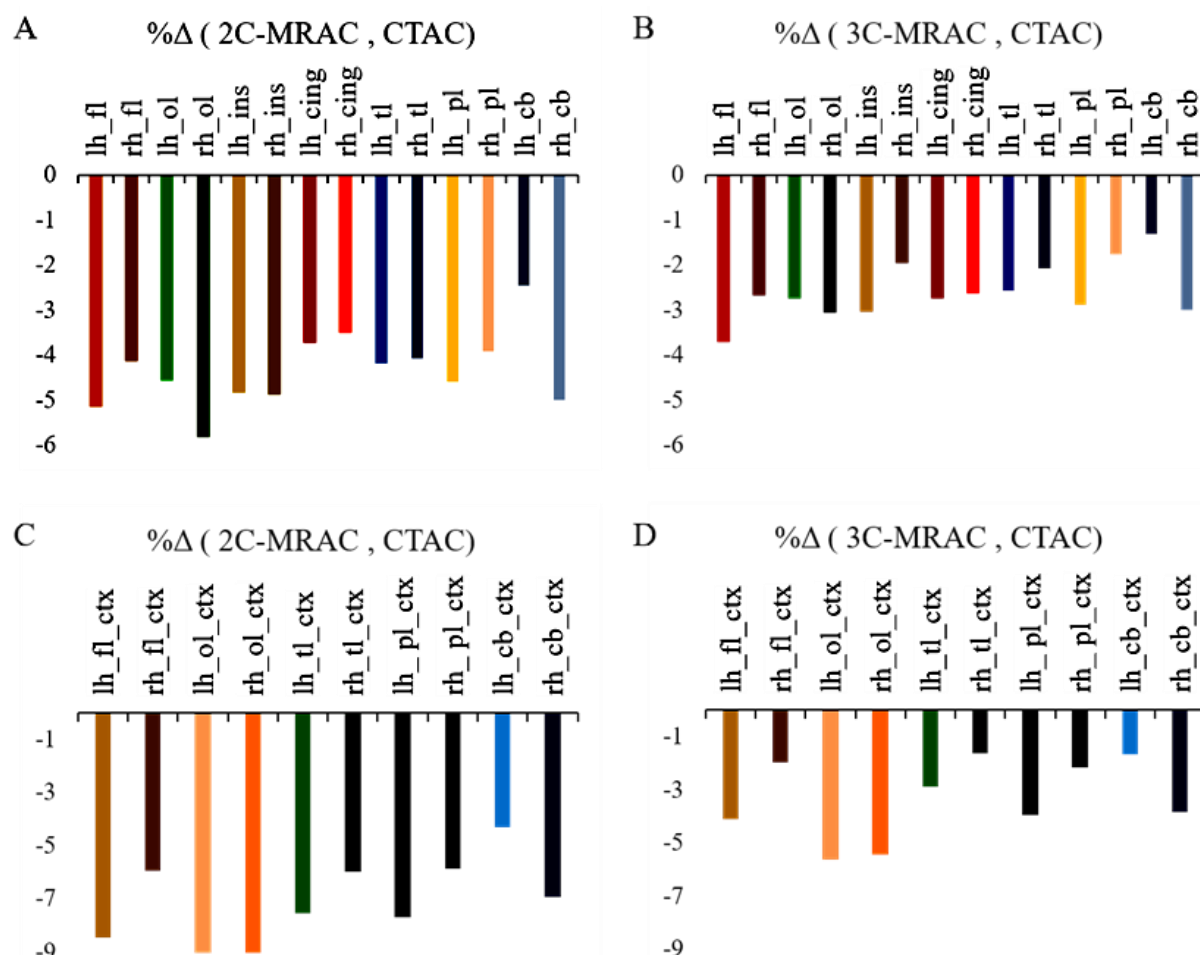 A
%Δ ( 2C-MRAC , CTAC)
lh_fl
rh_fl
lh_ol
rh_ol
lh_ins
rh_ins
lh_cing
rh_cing
lh_tl
rh_tl
lh_pl
rh_pl
lh_cb
rh_cb
0
-1
-2
-3
-4
-5
-6
B
%Δ ( 3C-MRAC , CTAC)
lh_fl
rh_fl
lh_ol
rh_ol
lh_ins
rh_ins
lh_cing
rh_cing
lh_tl
rh_tl
lh_pl
rh_pl
lh_cb
rh_cb
0
-1
-2
-3
-4
-5
-6
C
%Δ ( 2C-MRAC , CTAC)
lh_fl_ctx
rh_fl_ctx
lh_ol_ctx
rh_ol_ctx
lh_tl_ctx
rh_tl_ctx
lh_pl_ctx
rh_pl_ctx
lh_cb_ctx
rh_cb_ctx
-1
-3
-5
-7
-9
D
%Δ ( 3C-MRAC , CTAC)
lh_fl_ctx
rh_fl_ctx
lh_ol_ctx
rh_ol_ctx
lh_tl_ctx
rh_tl_ctx
lh_pl_ctx
rh_pl_ctx
lh_cb_ctx
rh_cb_ctx
-1
-3
-5
-7
-9